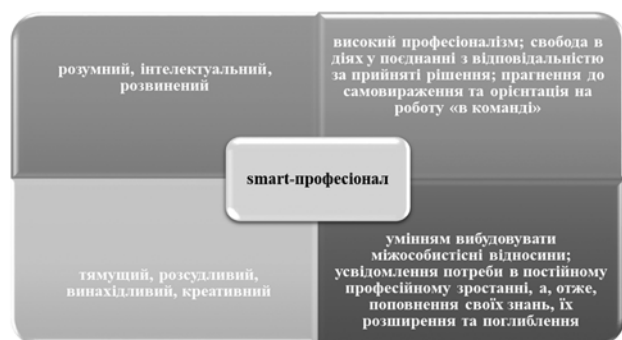 розумний, інтелектуальний,
розвинений
високий професіоналізм; свобода в
діях у поєднанні з відповідальністю
за прийняті рішення; прагнення до
самовираження та орієнтація на
роботу «в команді»
smart-професіонал
тямущий, розсудливий,
винахідливий, креативний
умінням вибудовувати
міжособистісні відносини;
усвідомлення потреби в постійному
професійному зростанні, а, отже,
поповнення своїх знань, їх
розширення та поглиблення